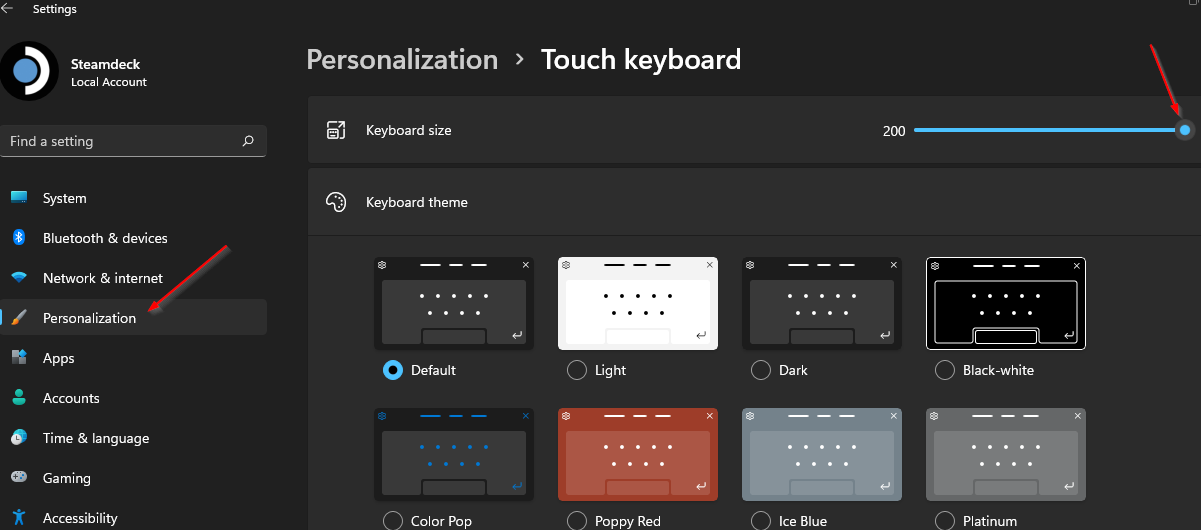 Settings
Steamdeck
Local Account
Find a setting
System
Bluetooth & devices
Network & internet
Personalization
Apps
Accounts
Time & language
Gaming
Accessibility
Personalization > Touch keyboard
Keyboard size 200
Keyboard theme
Default Light Dark Black-white
Color Pop Poppy Red Ice Blue Platinum